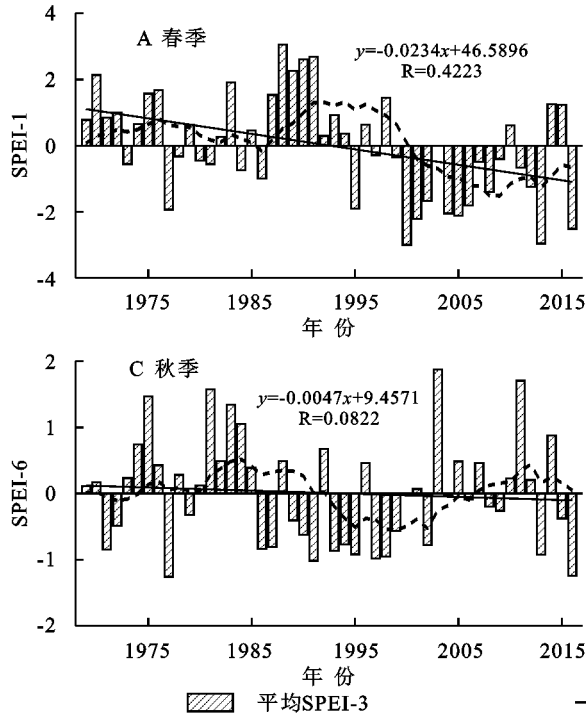 4
A 春季
y=-0.0234x+46.5896
R=0.4223
2
0
-2
-4
SPEI-1
1975 1985 1995 2005 2015
年 份
2
C 秋季
y=-0.0047x+9.4571
R=0.0822
1
0
-1
-2
SPEI-6
1975 1985 1995 2005 2015
年 份
平均SPEI-3